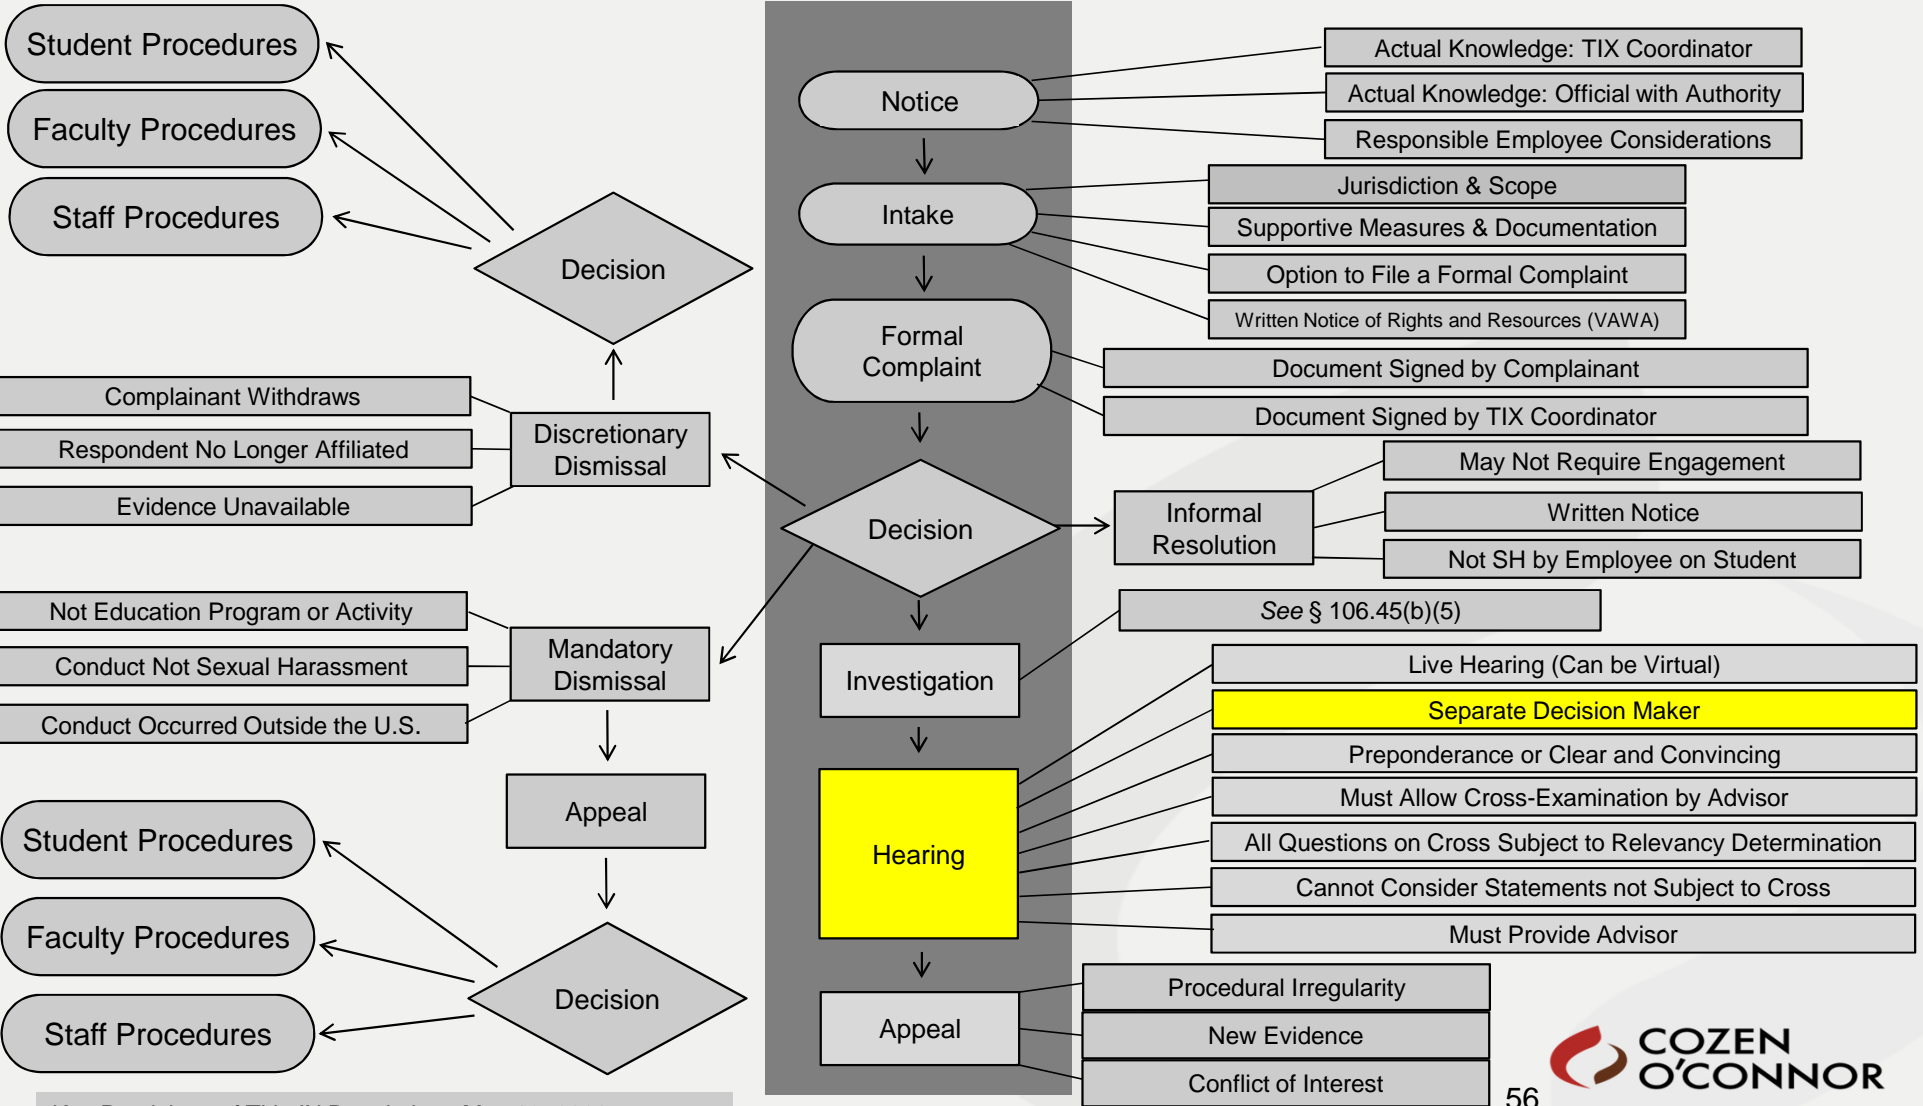 Student Procedures
Faculty Procedures
Staff Procedures
Decision
Complainant Withdraws
Respondent No Longer Affiliated
Evidence Unavailable
Discretionary
Dismissal
Not Education Program or Activity
Conduct Not Sexual Harassment
Conduct Occurred Outside the U.S.
Mandatory
Dismissal
Appeal
Student Procedures
Faculty Procedures
Staff Procedures
Decision
Notice
Actual Knowledge: TIX Coordinator
Actual Knowledge: Official with Authority
Responsible Employee Considerations
Intake
Jurisdiction & Scope
Supportive Measures & Documentation
Option to File a Formal Complaint
Written Notice of Rights and Resources (VAWA)
Formal
Complaint
Document Signed by Complainant
Document Signed by TIX Coordinator
Decision
Informal
Resolution
May Not Require Engagement
Written Notice
Not SH by Employee on Student
Investigation
See § 106.45(b)(5)
Hearing
Live Hearing (Can be Virtual)
Separate Decision Maker
Preponderance or Clear and Convincing
Must Allow Cross-Examination by Advisor
All Questions on Cross Subject to Relevancy Determination
Cannot Consider Statements not Subject to Cross
Must Provide Advisor
Appeal
Procedural Irregularity
New Evidence
Conflict of Interest
COZEN
O'CONNOR
56